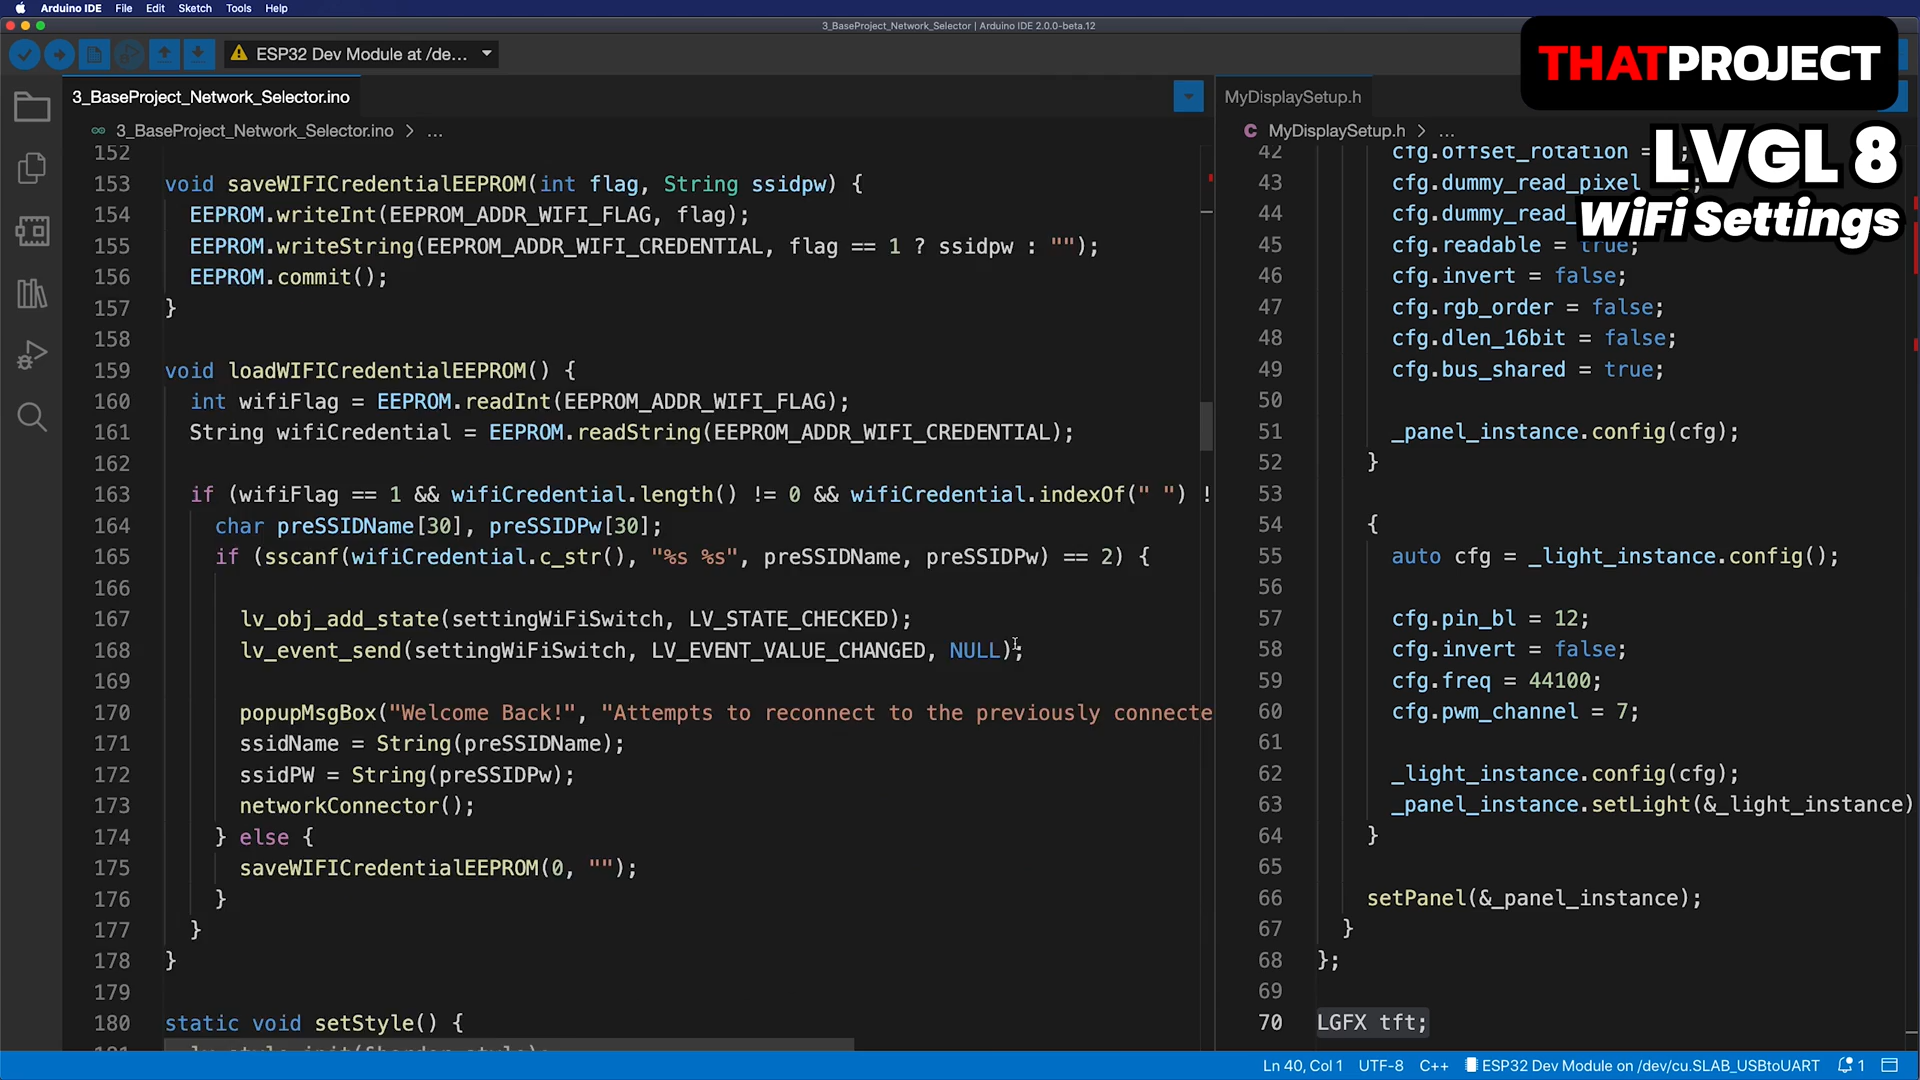 Arduino IDE File Edit Sketch Tools Help
3_BaseProject_Network_Selector | Arduino IDE 2.0.0-beta.12
ESP32 Dev Module at /de...
THATPROJECT
LVGL 8
WiFi Settings
3_BaseProject_Network_Selector.ino
3_BaseProject_Network_Selector.ino > ...
152
153 void saveWIFICredentialEEPROM(int flag, String ssidpw) {
154 EEPROM.writeInt(EEPROM_ADDR_WIFI_FLAG, flag);
155 EEPROM.writeString(EEPROM_ADDR_WIFI_CREDENTIAL, flag == 1 ? ssidpw : "");
156 EEPROM.commit();
157 }
158
159 void loadWIFICredentialEEPROM() {
160 int wifiFlag = EEPROM.readInt(EEPROM_ADDR_WIFI_FLAG);
161 String wifiCredential = EEPROM.readString(EEPROM_ADDR_WIFI_CREDENTIAL);
162
163 if (wifiFlag == 1 && wifiCredential.length() != 0 && wifiCredential.indexOf(" ") !
164 char preSSIDName[30], preSSIDPw[30];
165 if (sscanf(wifiCredential.c_str(), "%s %s", preSSIDName, preSSIDPw) == 2) {
166
167 lv_obj_add_state(settingWiFiSwitch, LV_STATE_CHECKED);
168 lv_event_send(settingWiFiSwitch, LV_EVENT_VALUE_CHANGED, NULL);
169
170 popupMsgBox("Welcome Back!", "Attempts to reconnect to the previously connecte
171 ssidName = String(preSSIDName);
172 ssidPW = String(preSSIDPw);
173 networkConnector();
174 } else {
175 saveWIFICredentialEEPROM(0, "");
176 }
177 }
178 }
179
180 static void setStyle() {
MyDisplaySetup.h
C MyDisplaySetup.h > ...
42 cfg.offset_rotation =
43 cfg.dummy_read_pixel
44 cfg.dummy_read_
45 cfg.readable = true;
46 cfg.invert = false;
47 cfg.rgb_order = false;
48 cfg.dlen_16bit = false;
49 cfg.bus_shared = true;
50
51 _panel_instance.config(cfg);
52 }
53
54 {
55 auto cfg = _light_instance.config();
56
57 cfg.pin_bl = 12;
58 cfg.invert = false;
59 cfg.freq = 44100;
60 cfg.pwm_channel = 7;
61
62 _light_instance.config(cfg);
63 _panel_instance.setLight(&_light_instance)
64 }
65
66 setPanel(&_panel_instance);
67 }
68 };
69
70 LGFX tft;
Ln 40, Col 1 UTF-8 C++ ESP32 Dev Module on /dev/cu.SLAB_USBtoUART 1